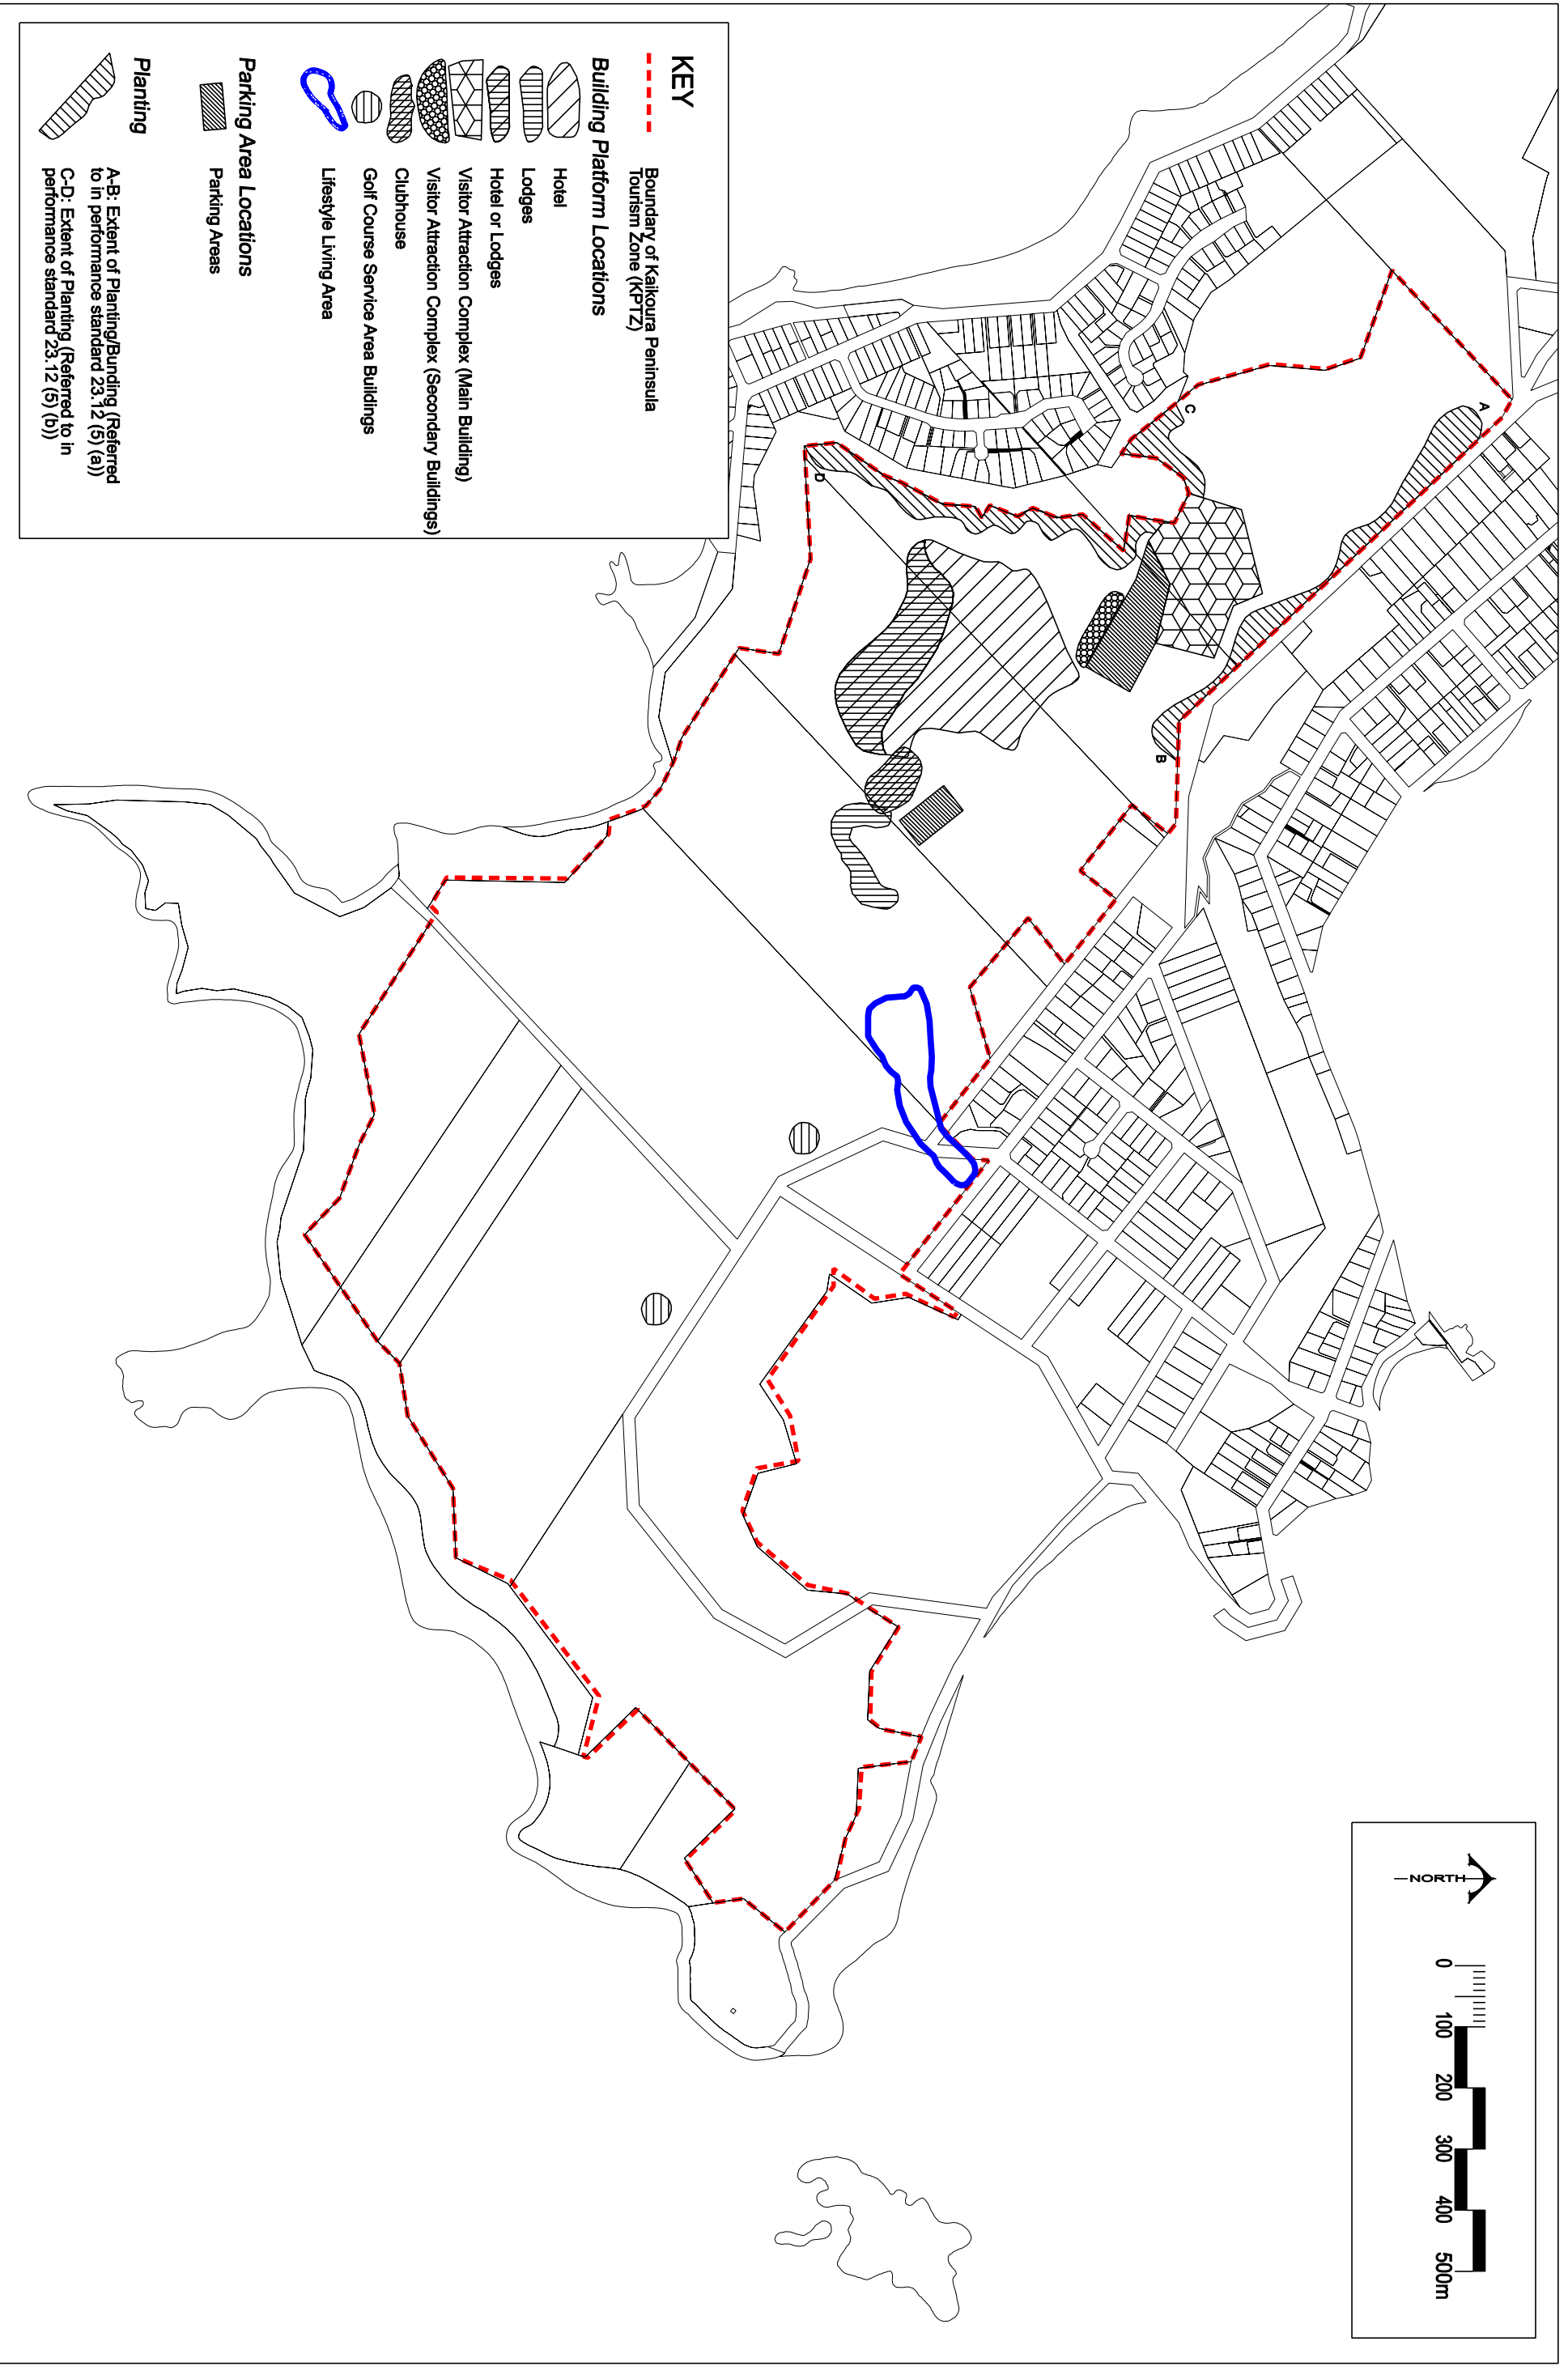 KEY
Boundary of Kaikoura Peninsula
Tourism Zone (KPTZ)
Building Platform Locations
Hotel
Lodges
Hotel or Lodges
Visitor Attraction Complex (Main Building)
Visitor Attraction Complex (Secondary Buildings)
Clubhouse
Golf Course Service Area Buildings
Lifestyle Living Area
Parking Area Locations
Parking Areas
Planting
A-B: Extent of Planting/Bunding (Referred
to in performance standard 23.12 (5) (a))
C-D: Extent of Planting (Referred to in
performance standard 23.12 (5) (b))
A
B
C
D
NORTH
0 100 200 300 400 500m